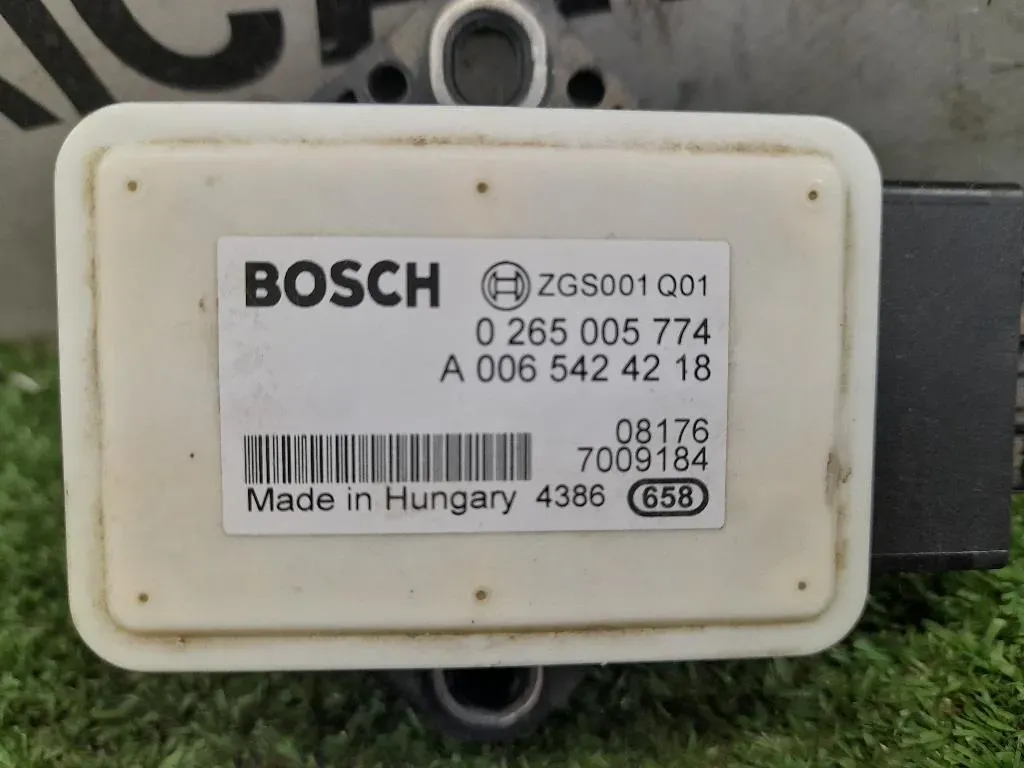 BOSCH ZGS001 Q01
0 265 005 774
A 006 542 42 18
08176
7009184
Made in Hungary 4386 658